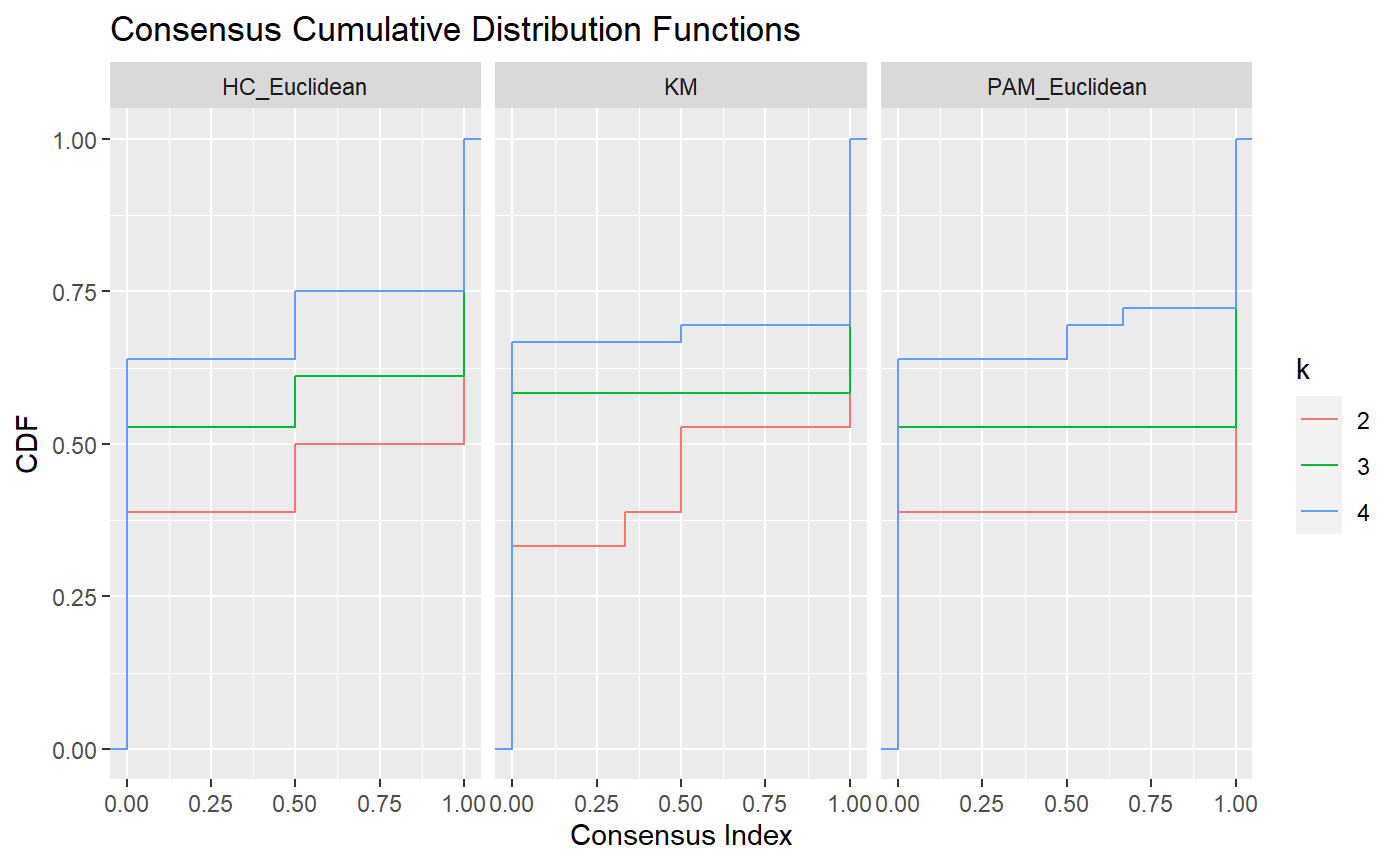 Consensus Cumulative Distribution Functions
HC_Euclidean KM PAM_Euclidean
1.00
0.75
0.50
0.25
0.00
CDF
0.00 0.25 0.50 0.75 1.00 0.00 0.25 0.50 0.75 1.00 0.00 0.25 0.50 0.75 1.00
Consensus Index
k
2
3
4